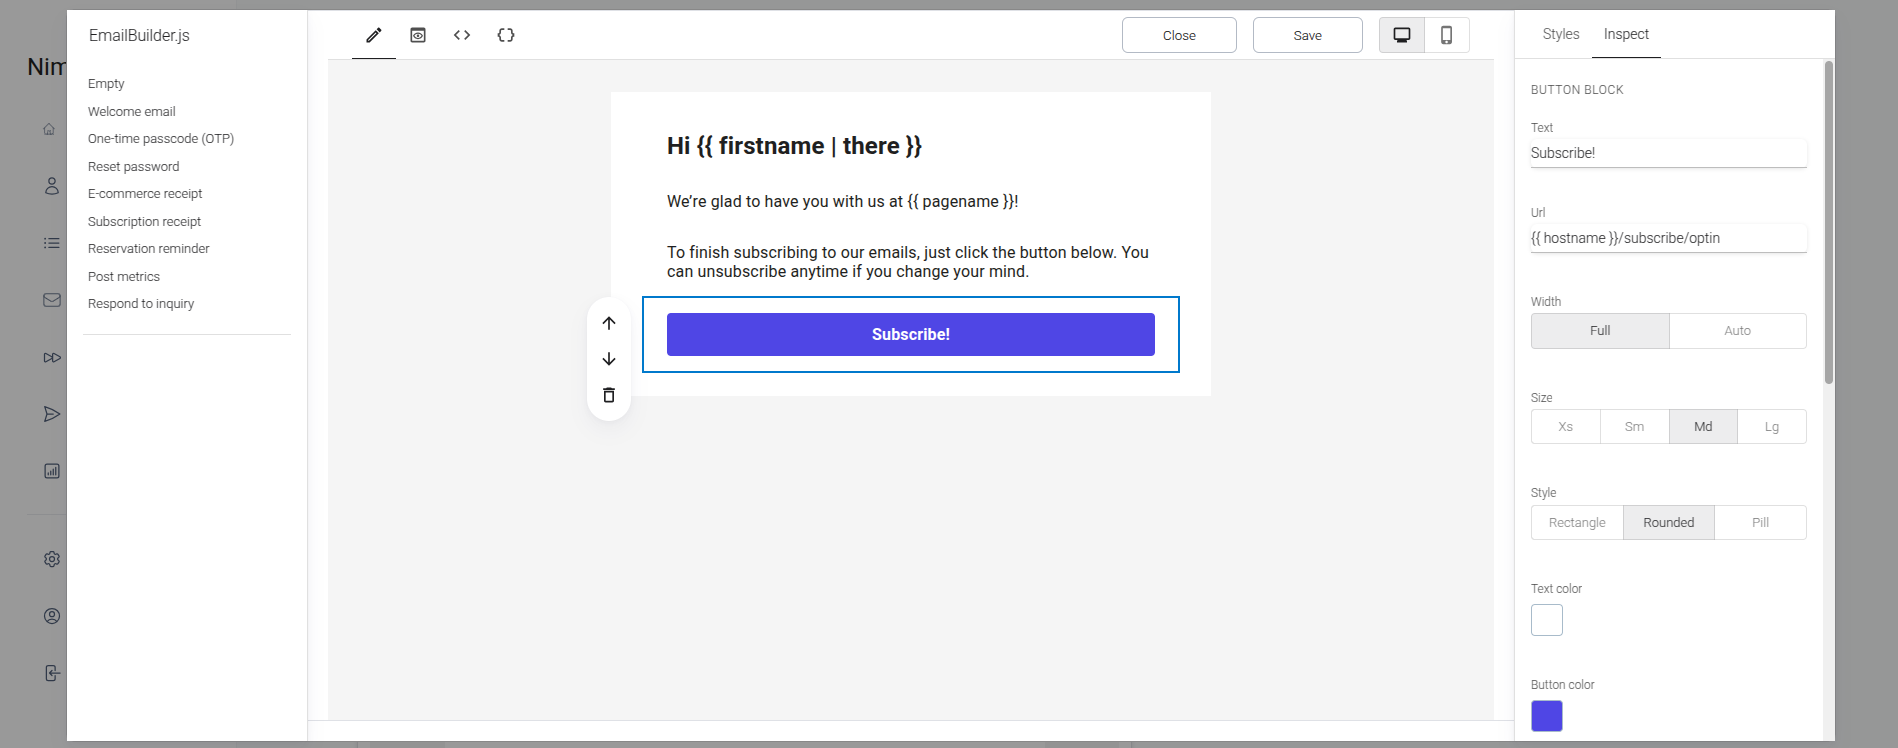 Nim
EmailBuilder.js
Empty
Welcome email
One-time passcode (OTP)
Reset password
E-commerce receipt
Subscription receipt
Reservation reminder
Post metrics
Respond to inquiry
Close
Save
Hi {{ firstname | there }}
We’re glad to have you with us at {{ pagename }}!
To finish subscribing to our emails, just click the button below. You
can unsubscribe anytime if you change your mind.
Subscribe!
Styles
Inspect
BUTTON BLOCK
Text
Subscribe!
Url
{{ hostname }}/subscribe/optin
Width
Full
Auto
Size
Xs
Sm
Md
Lg
Style
Rectangle
Rounded
Pill
Text color
Button color